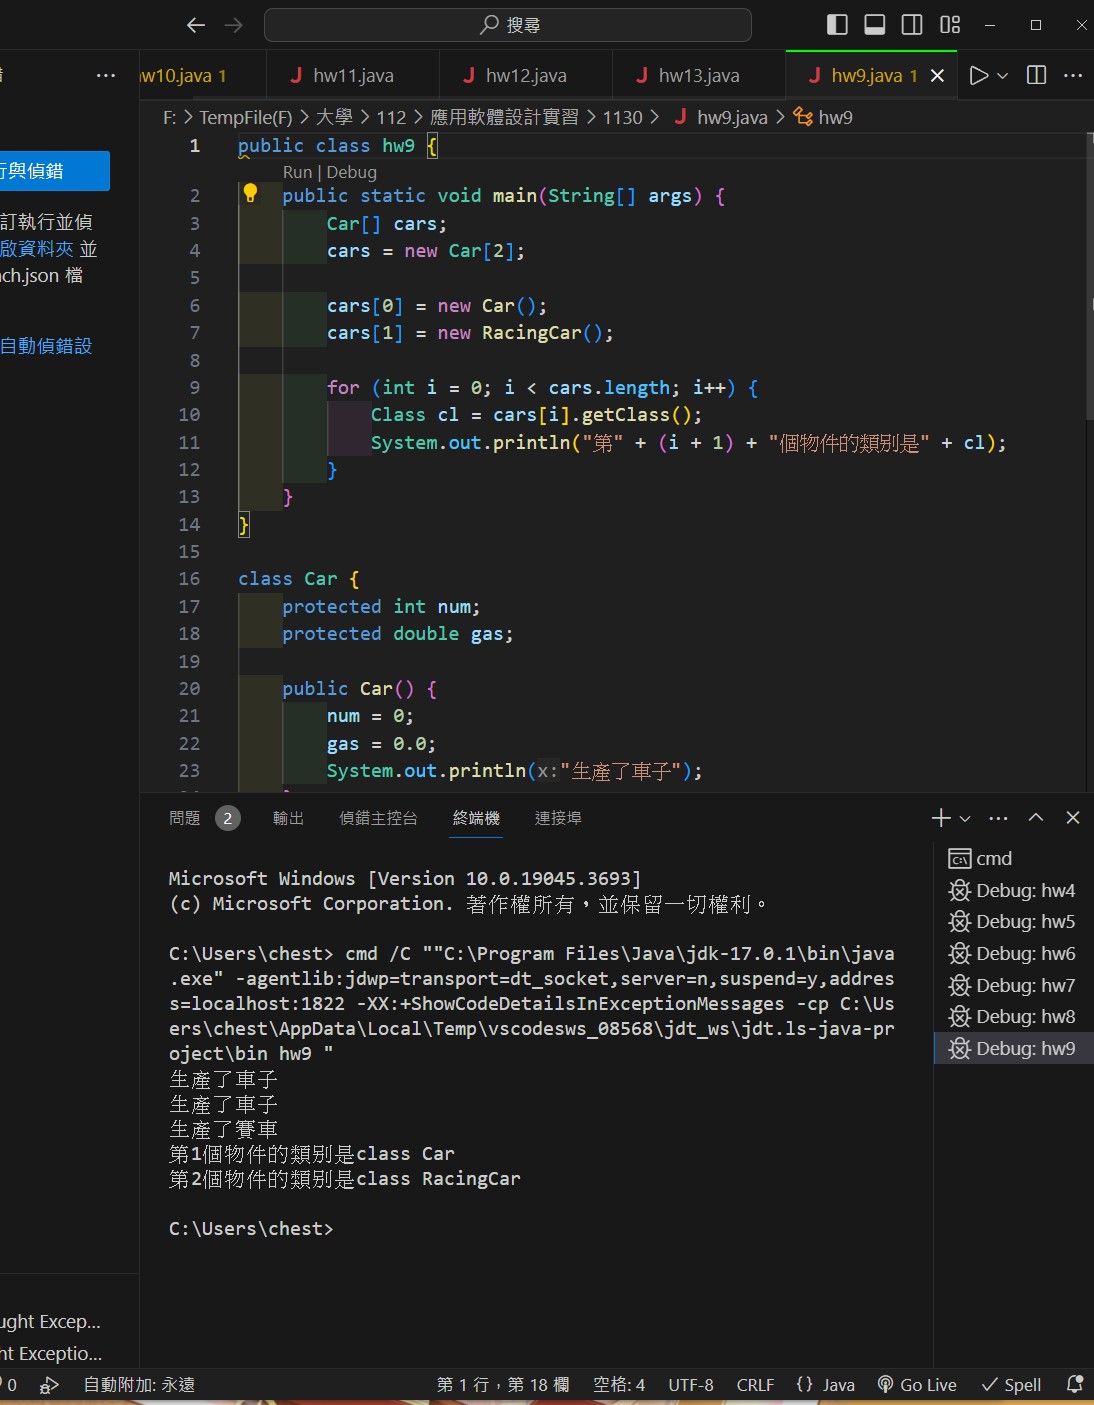 搜尋
hw10.java 1
hw11.java
hw12.java
hw13.java
hw9.java 1
F: > TempFile(F) > 大學 > 112 > 應用軟體設計實習 > 1130 > hw9.java > hw9
行與偵錯
訂執行並偵
啟資料夾 並
ch.json 檔
自動偵錯設
1 public class hw9 {
Run | Debug
2 public static void main(String[] args) {
3 Car[] cars;
4 cars = new Car[2];
5
6 cars[0] = new Car();
7 cars[1] = new RacingCar();
8
9 for (int i = 0; i < cars.length; i++) {
10 Class cl = cars[i].getClass();
11 System.out.println("第" + (i + 1) + "個物件的類別是" + cl);
12 }
13 }
14 }
15
16 class Car {
17 protected int num;
18 protected double gas;
19
20 public Car() {
21 num = 0;
22 gas = 0.0;
23 System.out.println(x:"生產了車子");
問題 2 輸出 偵錯主控台 終端機 連接埠
Microsoft Windows [Version 10.0.19045.3693]
(c) Microsoft Corporation. 著作權所有，並保留一切權利。
C:\Users\chest> cmd /C ""C:\Program Files\Java\jdk-17.0.1\bin\java
.exe" -agentlib:jdwp=transport=dt_socket,server=n,suspend=y,addres
s=localhost:1822 -XX:+ShowCodeDetailsInExceptionMessages -cp C:\Us
ers\chest\AppData\Local\Temp\vscodesws_08568\jdt_ws\jdt.ls-java-pr
oject\bin hw9 "
生產了車子
生產了車子
生產了賽車
第1個物件的類別是class Car
第2個物件的類別是class RacingCar
C:\Users\chest>
cmd
Debug: hw4
Debug: hw5
Debug: hw6
Debug: hw7
Debug: hw8
Debug: hw9
ught Excep...
ht Exceptio...
0 自動附加: 永遠 第 1 行，第 18 欄 空格: 4 UTF-8 CRLF {} Java Go Live Spell